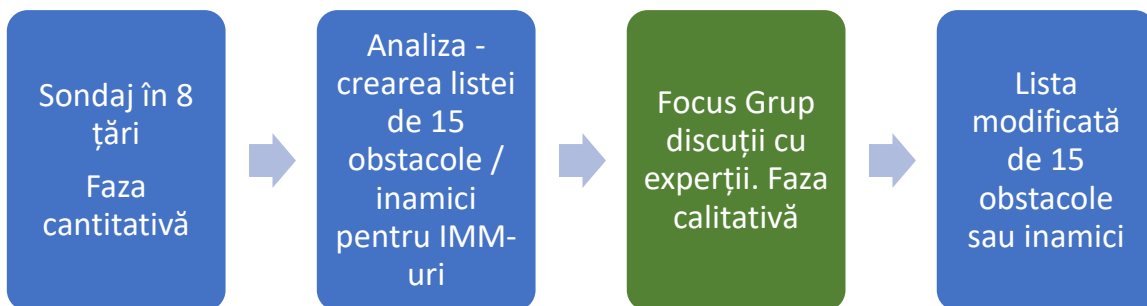 Sondaj în 8
țări
Faza
cantitativă
Analiza -
crearea listei
de 15
obstacole /
inamici
pentru IMM-
uri
Focus Grup
discuții cu
experții. Faza
calitativă
Lista
modificată
de 15
obstacole
sau inamici